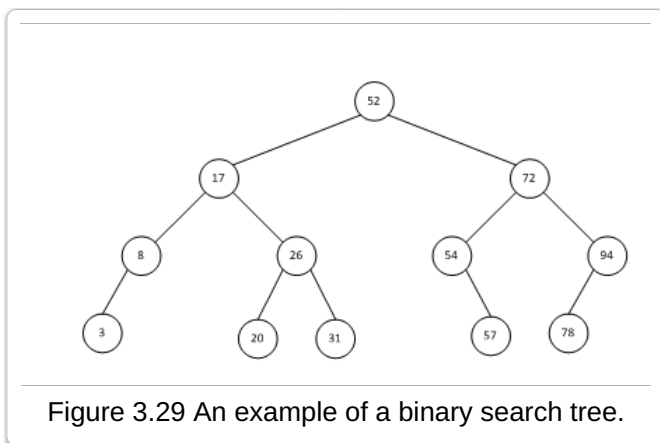 52
17 72
8 26 54 94
3 20 31 57 78
Figure 3.29 An example of a binary search tree.